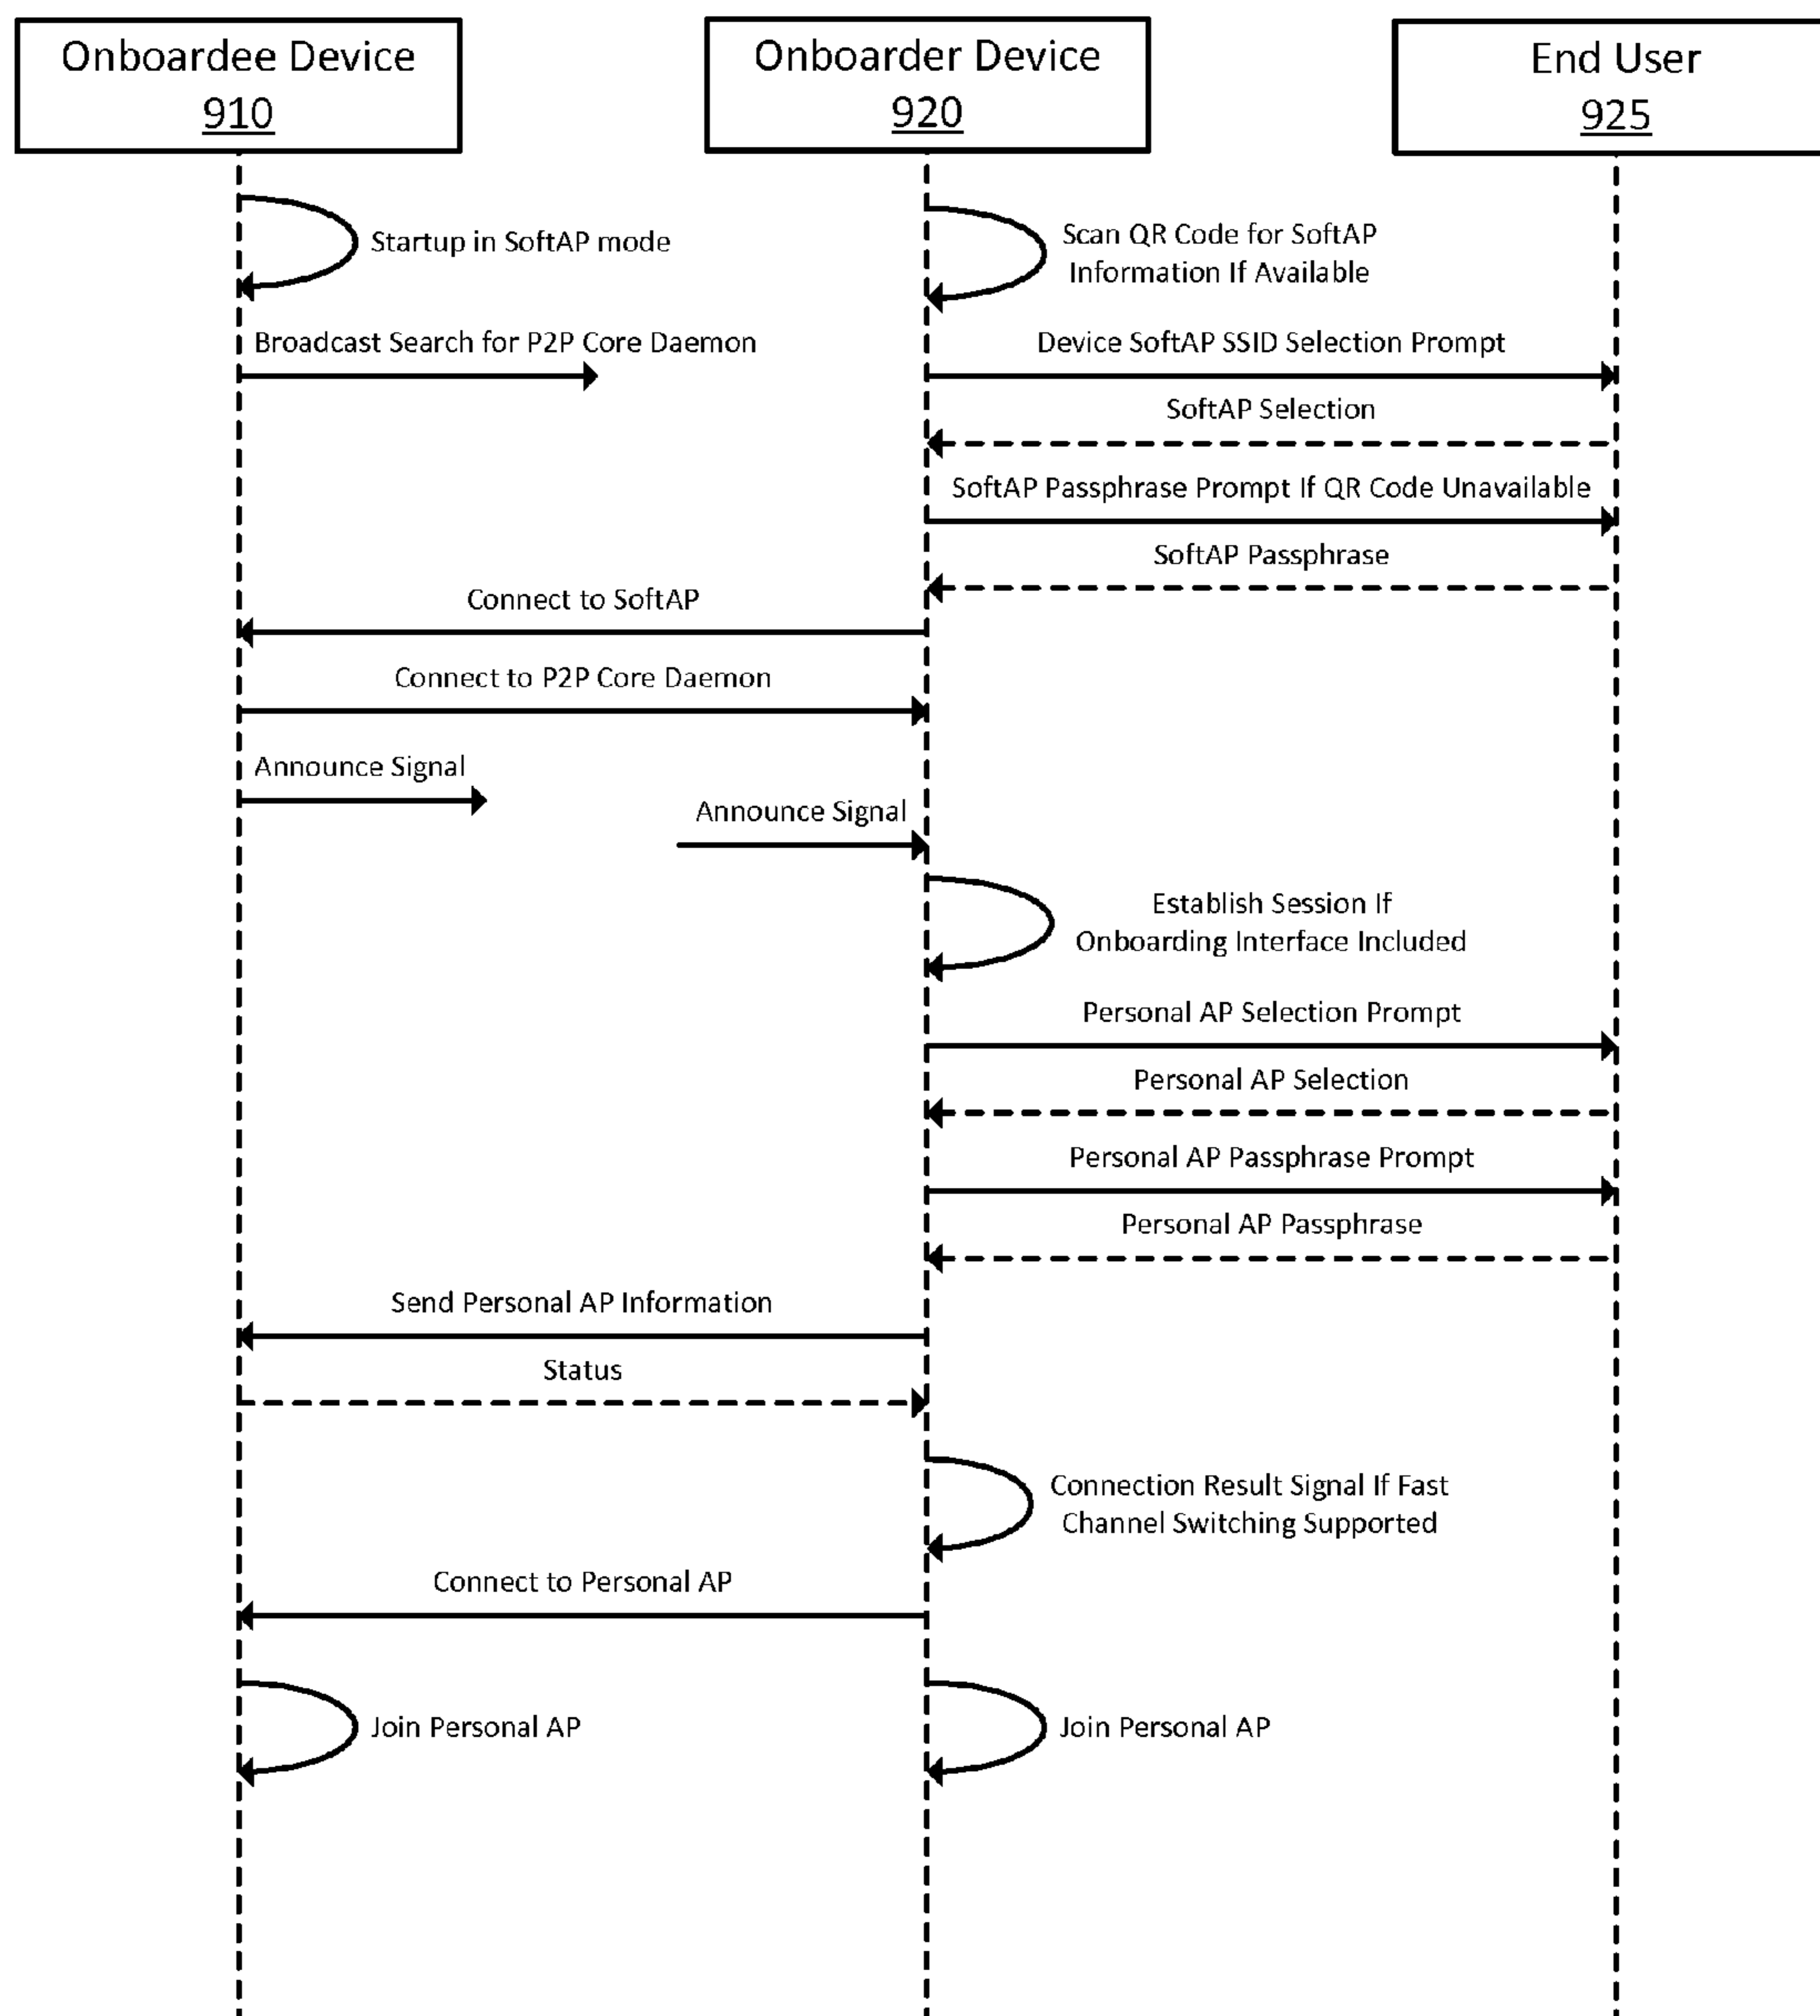 Onboardee Device
910
Onboarder Device
920
End User
925
Startup in SoftAP mode
Scan QR Code for SoftAP
Information If Available
Broadcast Search for P2P Core Daemon
Device SoftAP SSID Selection Prompt
SoftAP Selection
SoftAP Passphrase Prompt If QR Code Unavailable
SoftAP Passphrase
Connect to SoftAP
Connect to P2P Core Daemon
Announce Signal
Announce Signal
Establish Session If
Onboarding Interface Included
Personal AP Selection Prompt
Personal AP Selection
Personal AP Passphrase Prompt
Personal AP Passphrase
Send Personal AP Information
Status
Connection Result Signal If Fast
Channel Switching Supported
Connect to Personal AP
Join Personal AP
Join Personal AP